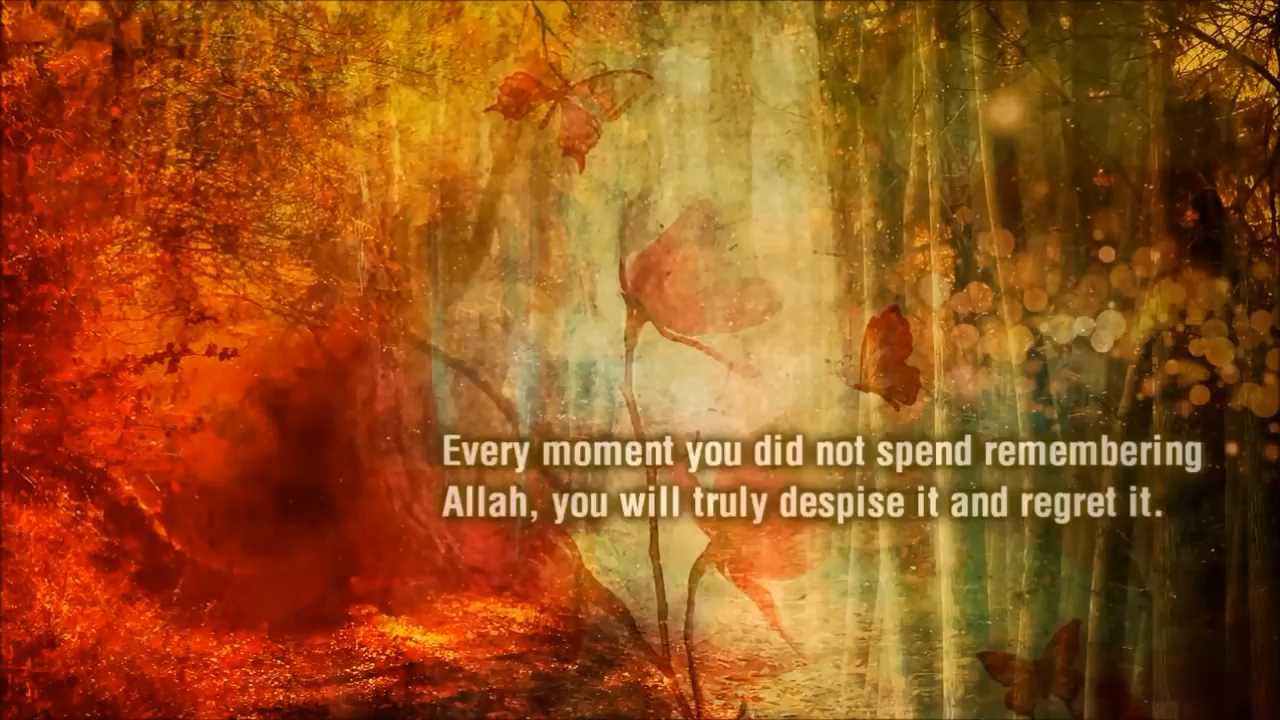 Every moment you did not spend remembering
Allah, you will truly despise it and regret it.